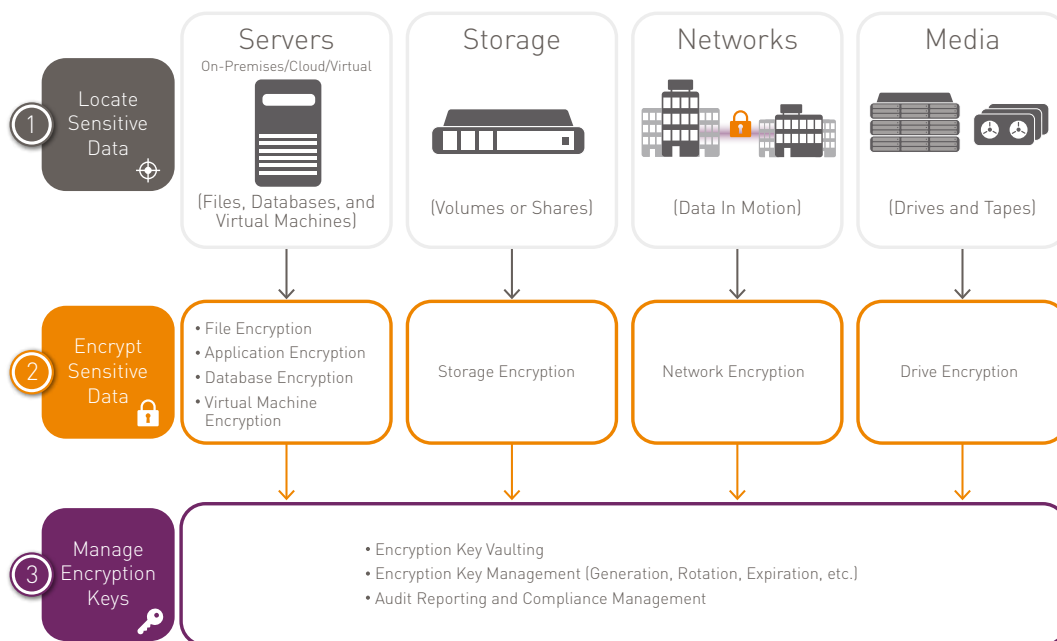 Servers
On-Premises/Cloud/Virtual
(Files, Databases, and
Virtual Machines)
Storage
(Volumes or Shares)
Networks
(Data In Motion)
Media
(Drives and Tapes)
1
Locate
Sensitive
Data
2
Encrypt
Sensitive
Data
• File Encryption
• Application Encryption
• Database Encryption
• Virtual Machine
Encryption
Storage Encryption
Network Encryption
Drive Encryption
3
Manage
Encryption
Keys
• Encryption Key Vaulting
• Encryption Key Management (Generation, Rotation, Expiration, etc.)
• Audit Reporting and Compliance Management